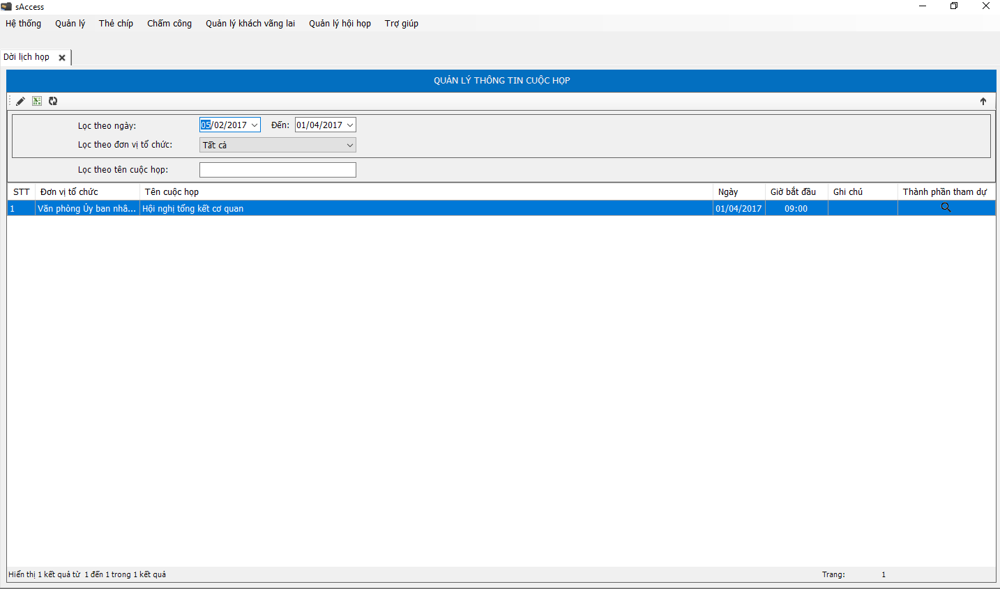 sAccess
Hệ thống Quản lý Thẻ chíp Chấm công Quản lý khách vãng lai Quản lý hội họp Trợ giúp
Dời lịch họp
QUẢN LÝ THÔNG TIN CUỘC HỌP
Lọc theo ngày: 05/02/2017 Đến: 01/04/2017
Lọc theo đơn vị tổ chức: Tất cả
Lọc theo tên cuộc họp:
STT Đơn vị tổ chức Tên cuộc họp Ngày Giờ bắt đầu Ghi chú Thành phần tham dự
1 Văn phòng Ủy ban nhâ... Hội nghị tổng kết cơ quan 01/04/2017 09:00
Hiển thị 1 kết quả từ 1 đến 1 trong 1 kết quả Trang: 1